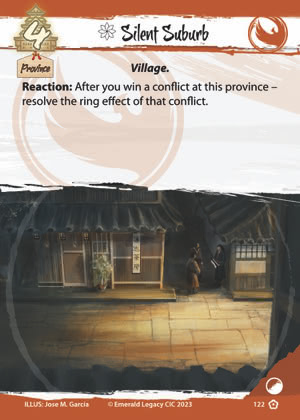 4
Silent Suburb
Province
Village.
Reaction: After you win a conflict at this province –
resolve the ring effect of that conflict.
ILLUS: Jose M. Garcia © Emerald Legacy CIC 2023 122